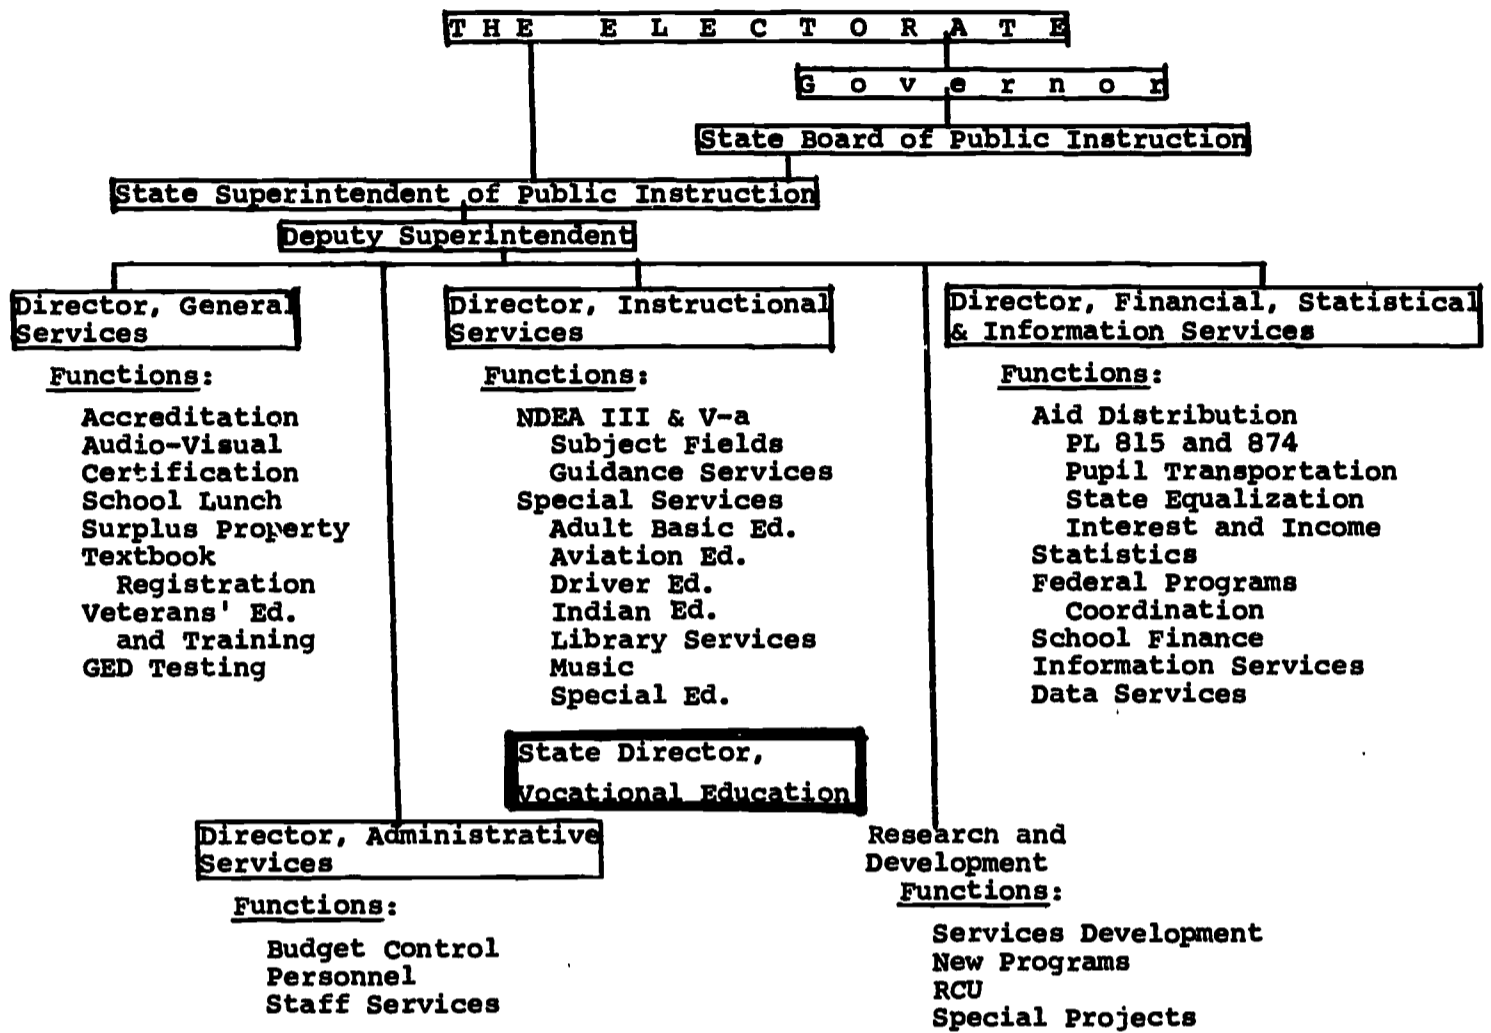 THE ELECTORATE
Governor
State Board of Public Instruction
State Superintendent of Public Instruction
Deputy Superintendent
Director, General
Services
Functions:
Accreditation
Audio-Visual
Certification
School Lunch
Surplus Property
Textbook
Registration
Veterans' Ed.
and Training
GED Testing
Director, Instructional
Services
Functions:
NDEA III & V-a
Subject Fields
Guidance Services
Special Services
Adult Basic Ed.
Aviation Ed.
Driver Ed.
Indian Ed.
Library Services
Music
Special Ed.
Director, Financial, Statistical
& Information Services
Functions:
Aid Distribution
PL 815 and 874
Pupil Transportation
State Equalization
Interest and Income
Statistics
Federal Programs
Coordination
School Finance
Information Services
Data Services
State Director,
Vocational Education
Director, Administrative
Services
Functions:
Budget Control
Personnel
Staff Services
Research and
Development
Functions:
Services Development
New Programs
RCU
Special Projects